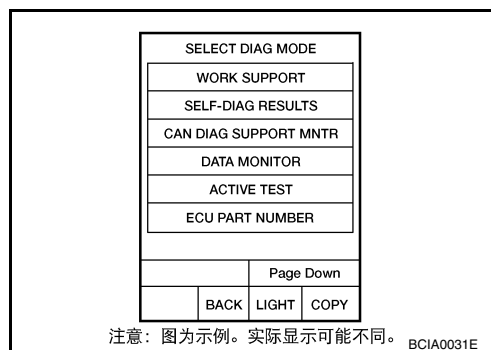 SELECT DIAG MODE
WORK SUPPORT
SELF-DIAG RESULTS
CAN DIAG SUPPORT MNTR
DATA MONITOR
ACTIVE TEST
ECU PART NUMBER
Page Down
BACK LIGHT COPY
注意：图为示例。实际显示可能不同。 BCIA0031E